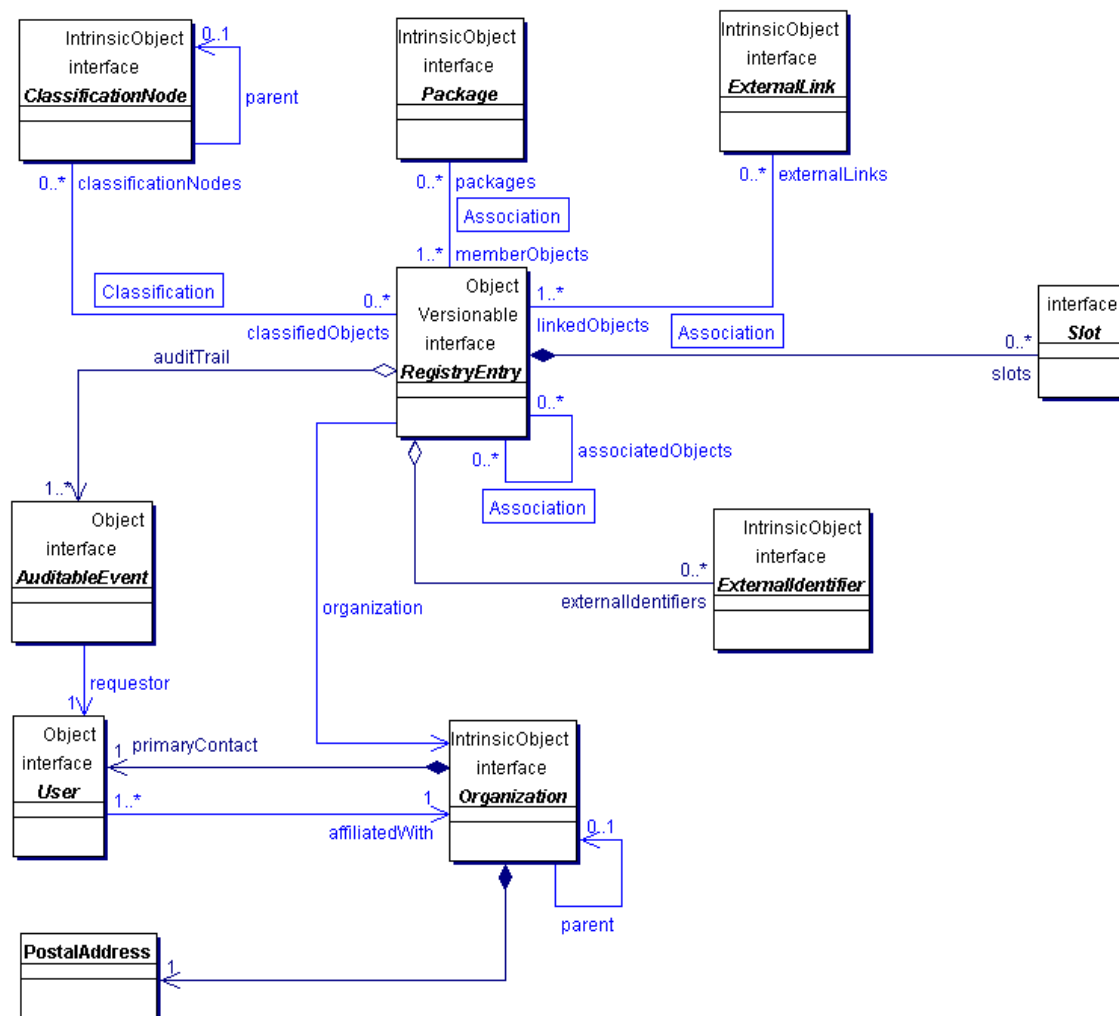 IntrinsicObject
interface
ClassificationNode
0..1
parent
IntrinsicObject
interface
Package
IntrinsicObject
interface
ExternalLink
0..*
classificationNodes
0..*
packages
0..*
externalLinks
Association
1..*
memberObjects
Classification
0..*
classifiedObjects
Object
Versionable
interface
RegistryEntry
1..*
linkedObjects
Association
interface
Slot
0..*
slots
auditTrail
0..*
associatedObjects
0..*
Association
1..*
Object
interface
AuditableEvent
IntrinsicObject
interface
ExternalIdentifier
0..*
externalIdentifiers
organization
requestor
1
Object
interface
User
1
primaryContact
IntrinsicObject
interface
Organization
1..*
1
affiliatedWith
0..1
parent
PostalAddress
1